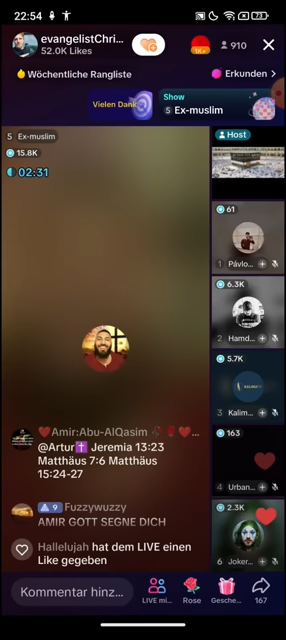 22:54
73
evangelistChri...
52.0K Likes
1K+
910
Wöchentliche Rangliste
Erkunden >
Vielen Dank
Show
5 Ex-muslim
5 Ex-muslim
15.8K
02:31
Host
61
1 Pávlo...
6.3K
2 Hamd...
5.7K
3 Kalim...
163
4 Urban...
2.3K
6 Joker...
Amir:Abu-AlQasim
@Artur Jeremia 13:23
Matthäus 7:6 Matthäus
15:24-27
9 Fuzzywuzzy
AMIR GOTT SEGNE DICH
Hallelujah hat dem LIVE einen
Like gegeben
Kommentar hinz...
LIVE mi...
Rose
Gesche...
167